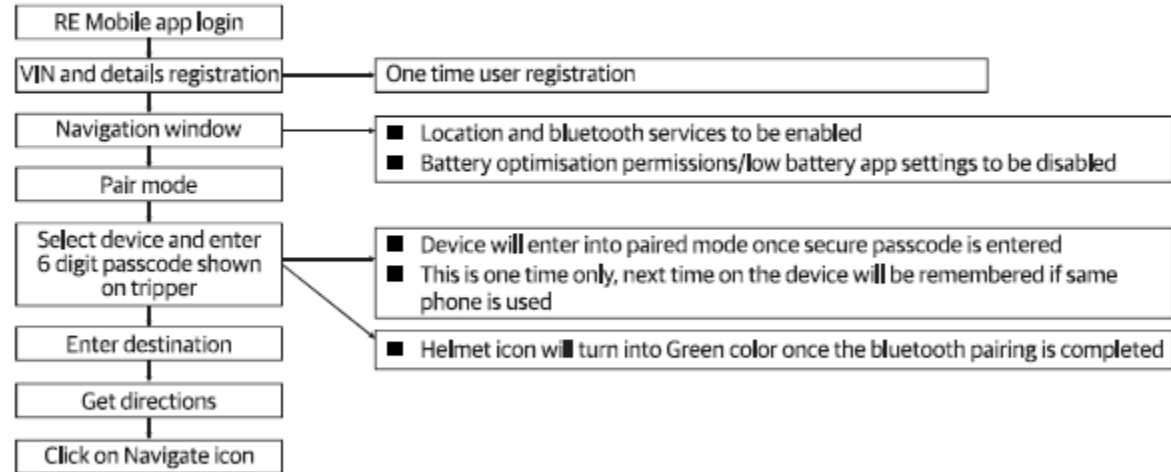 RE Mobile app login
VIN and details registration
One time user registration
Navigation window
■ Location and bluetooth services to be enabled
■ Battery optimisation permissions/low battery app settings to be disabled
Pair mode
Select device and enter
6 digit passcode shown
on tripper
■ Device will enter into paired mode once secure passcode is entered
■ This is one time only, next time on the device will be remembered if same
phone is used
■ Helmet icon will turn into Green color once the bluetooth pairing is completed
Enter destination
Get directions
Click on Navigate icon